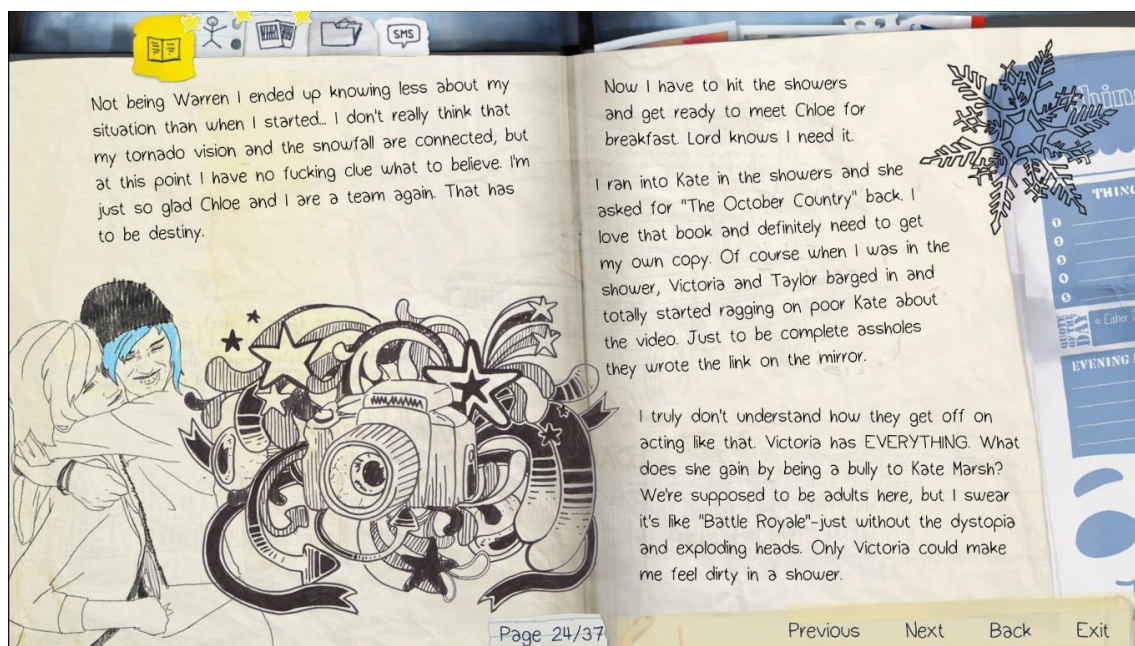 SMS
Not being Warren I ended up knowing less about my
situation than when I started... I don't really think that
my tornado vision and the snowfall are connected, but
at this point I have no fucking clue what to believe. I'm
just so glad Chloe and I are a team again. That has
to be destiny.
Now I have to hit the showers
and get ready to meet Chloe for
breakfast. Lord knows I need it.
I ran into Kate in the showers and she
asked for "The October Country" back. I
love that book and definitely need to get
my own copy. Of course when I was in the
shower, Victoria and Taylor barged in and
totally started ragging on poor Kate about
the video. Just to be complete assholes
they wrote the link on the mirror.
I truly don't understand how they get off on
acting like that. Victoria has EVERYTHING. What
does she gain by being a bully to Kate Marsh?
We're supposed to be adults here, but I swear
it's like "Battle Royale"-just without the dystopia
and exploding heads. Only Victoria could make
me feel dirty in a shower.
THING
1
2
3
4
5
QUOTE
OF THE
DAY
« Either
EVENING
Page 24/37
Previous Next Back Exit